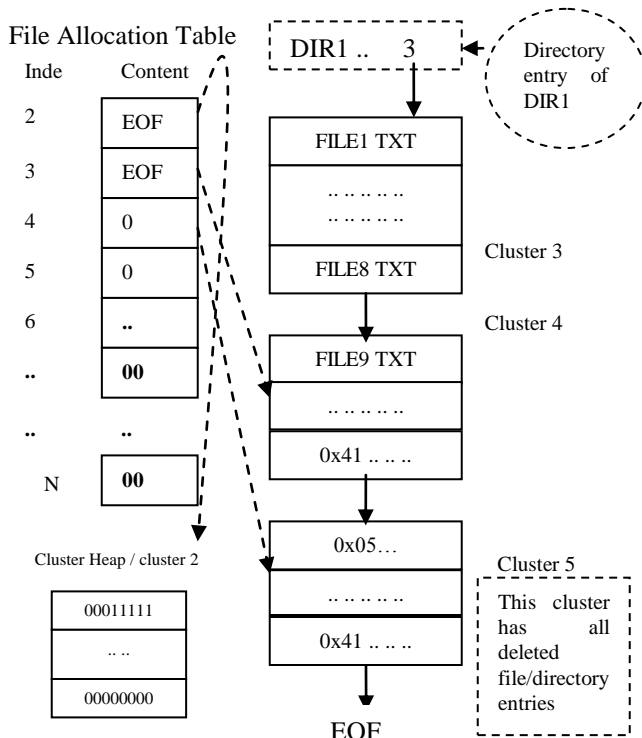 File Allocation Table
Inde Content
2 EOF
3 EOF
4 0
5 0
6 ..
.. 00
.. ..
N 00
Cluster Heap / cluster 2
00011111
.. ..
00000000
DIR1 .. 3
Directory
entry of
DIR1
FILE1 TXT
.. .. .. .. ..
.. .. .. .. ..
FILE8 TXT
Cluster 3
Cluster 4
FILE9 TXT
.. .. .. .. ..
0x41 .. .. ..
0x05...
.. .. .. .. ..
0x41 .. .. ..
Cluster 5
This cluster
has all
deleted
file/directory
entries
EOF